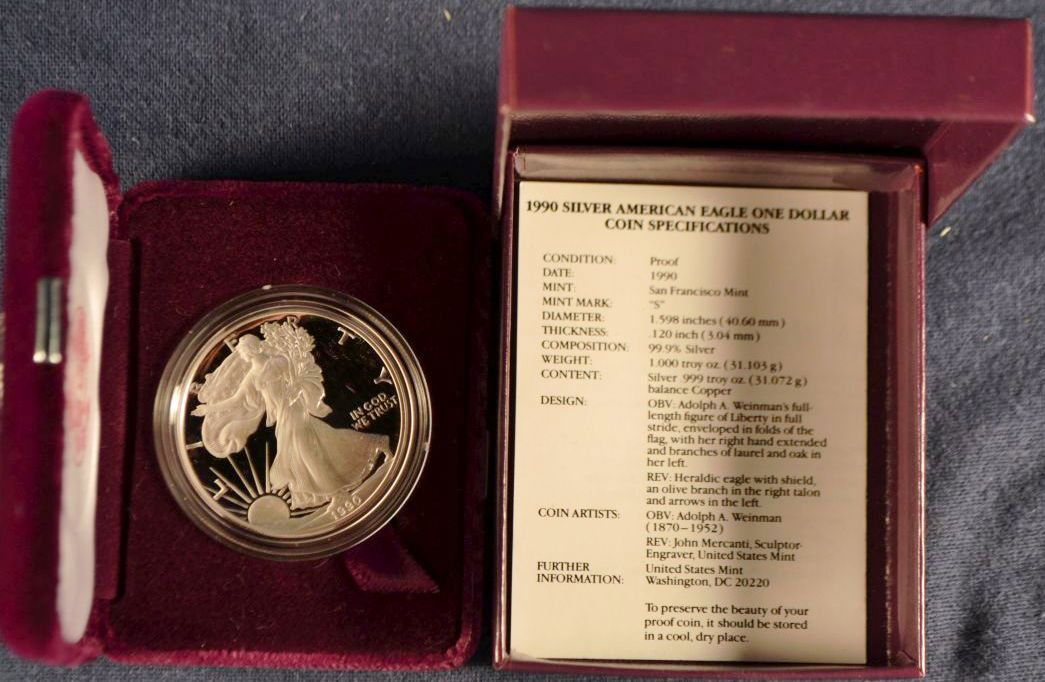 L I B E R T Y
IN GOD
WE TRUST
1990
1990 SILVER AMERICAN EAGLE ONE DOLLAR
COIN SPECIFICATIONS
CONDITION: Proof
DATE: 1990
MINT: San Francisco Mint
MINT MARK: "S"
DIAMETER: 1.598 inches (40.60 mm)
THICKNESS: .120 inch (3.04 mm)
COMPOSITION: 99.9% Silver
WEIGHT: 1.000 troy oz. (31.103 g)
CONTENT: Silver .999 troy oz. (31.072 g)
balance Copper
DESIGN: OBV: Adolph A. Weinman's full-
length figure of Liberty in full
stride, enveloped in folds of the
flag, with her right hand extended
and branches of laurel and oak in
her left.
REV: Heraldic eagle with shield,
an olive branch in the right talon
and arrows in the left.
COIN ARTISTS: OBV: Adolph A. Weinman
(1870–1952)
REV: John Mercanti, Sculptor-
Engraver, United States Mint
FURTHER United States Mint
INFORMATION: Washington, DC 20220
To preserve the beauty of your
proof coin, it should be stored
in a cool, dry place.